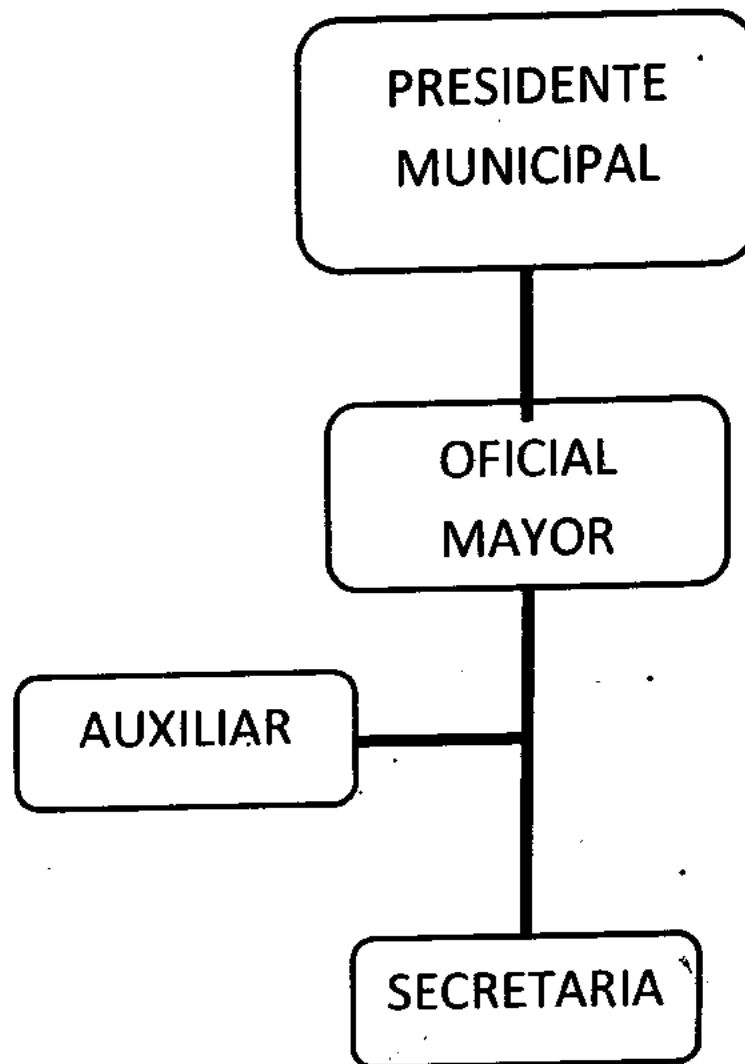 PRESIDENTE
MUNICIPAL
OFICIAL
MAYOR
AUXILIAR
SECRETARIA